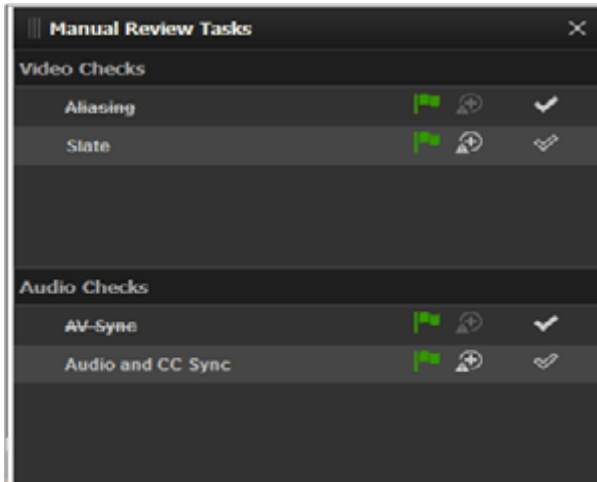 Manual Review Tasks
Video Checks
Aliasing
Slate
Audio Checks
AV Sync
Audio and CC Sync